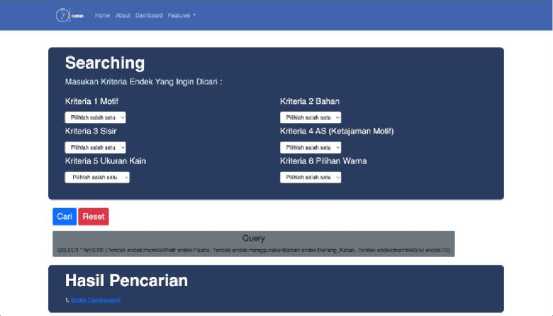 Home About Dashboard Features
Searching
Masukan Kriteria Endek Yang Ingin Dicari :
Kriteria 1 Motif
Kriteria 2 Bahan
Pilihlah salah satu
Pilihlah salah satu
Kriteria 3 Sisir
Kriteria 4 AS (Ketajaman Motif)
Pilihlah salah satu
Pilihlah salah satu
Kriteria 5 Ukuran Kain
Kriteria 6 Pilihan Warna
Pilihlah salah satu
Pilihlah salah satu
Cari Reset
Query
Hasil Pencarian
1.